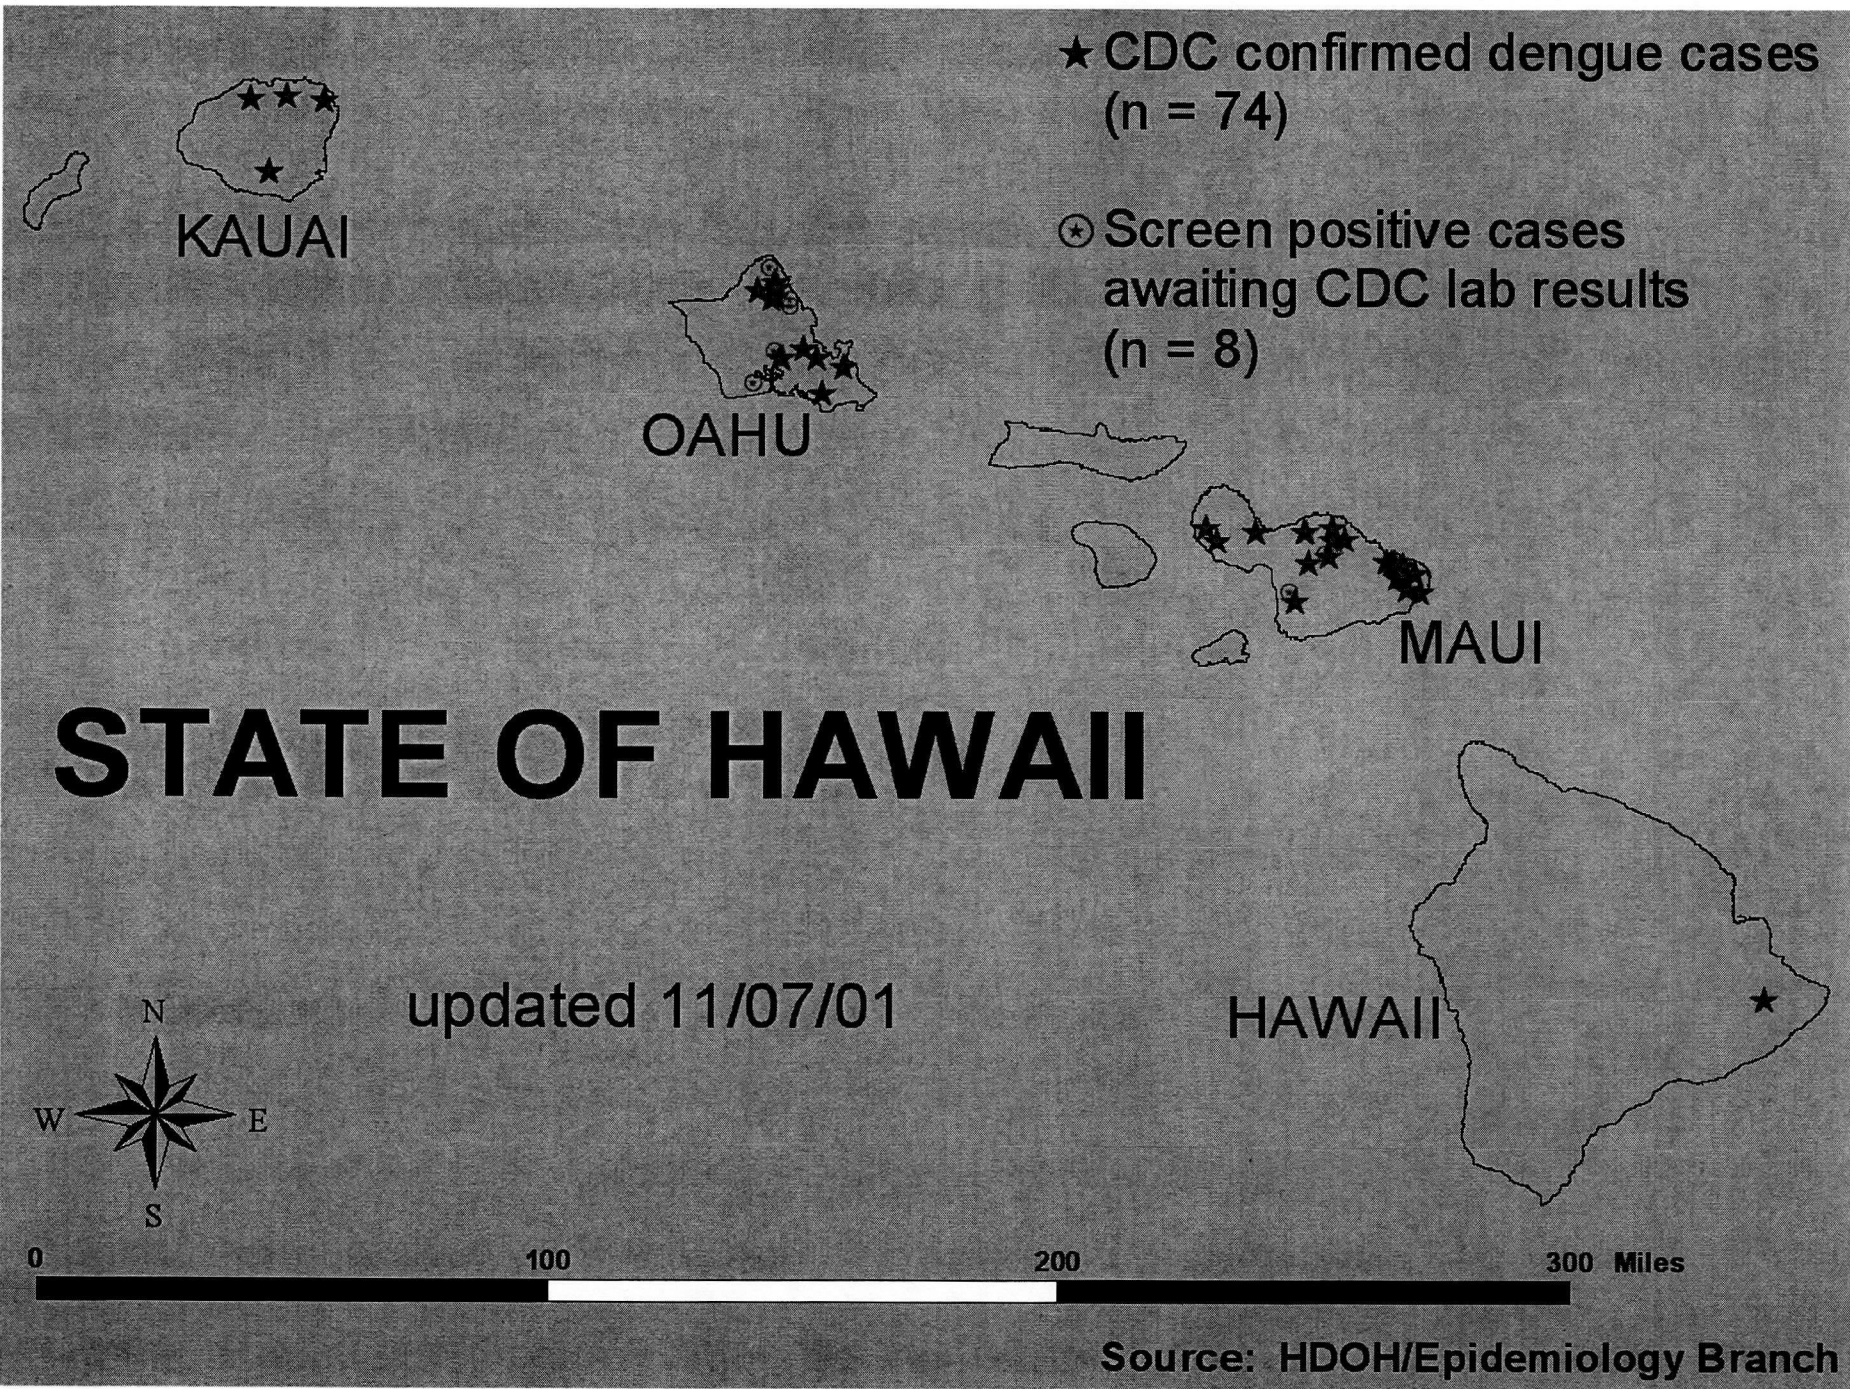 CDC confirmed dengue cases
(n = 74)
Screen positive cases
awaiting CDC lab results
(n = 8)
KAUAI
OAHU
MAUI
STATE OF HAWAII
HAWAII
updated 11/07/01
N
W E
S
0 100 200 300 Miles
Source: HDOH/Epidemiology Branch